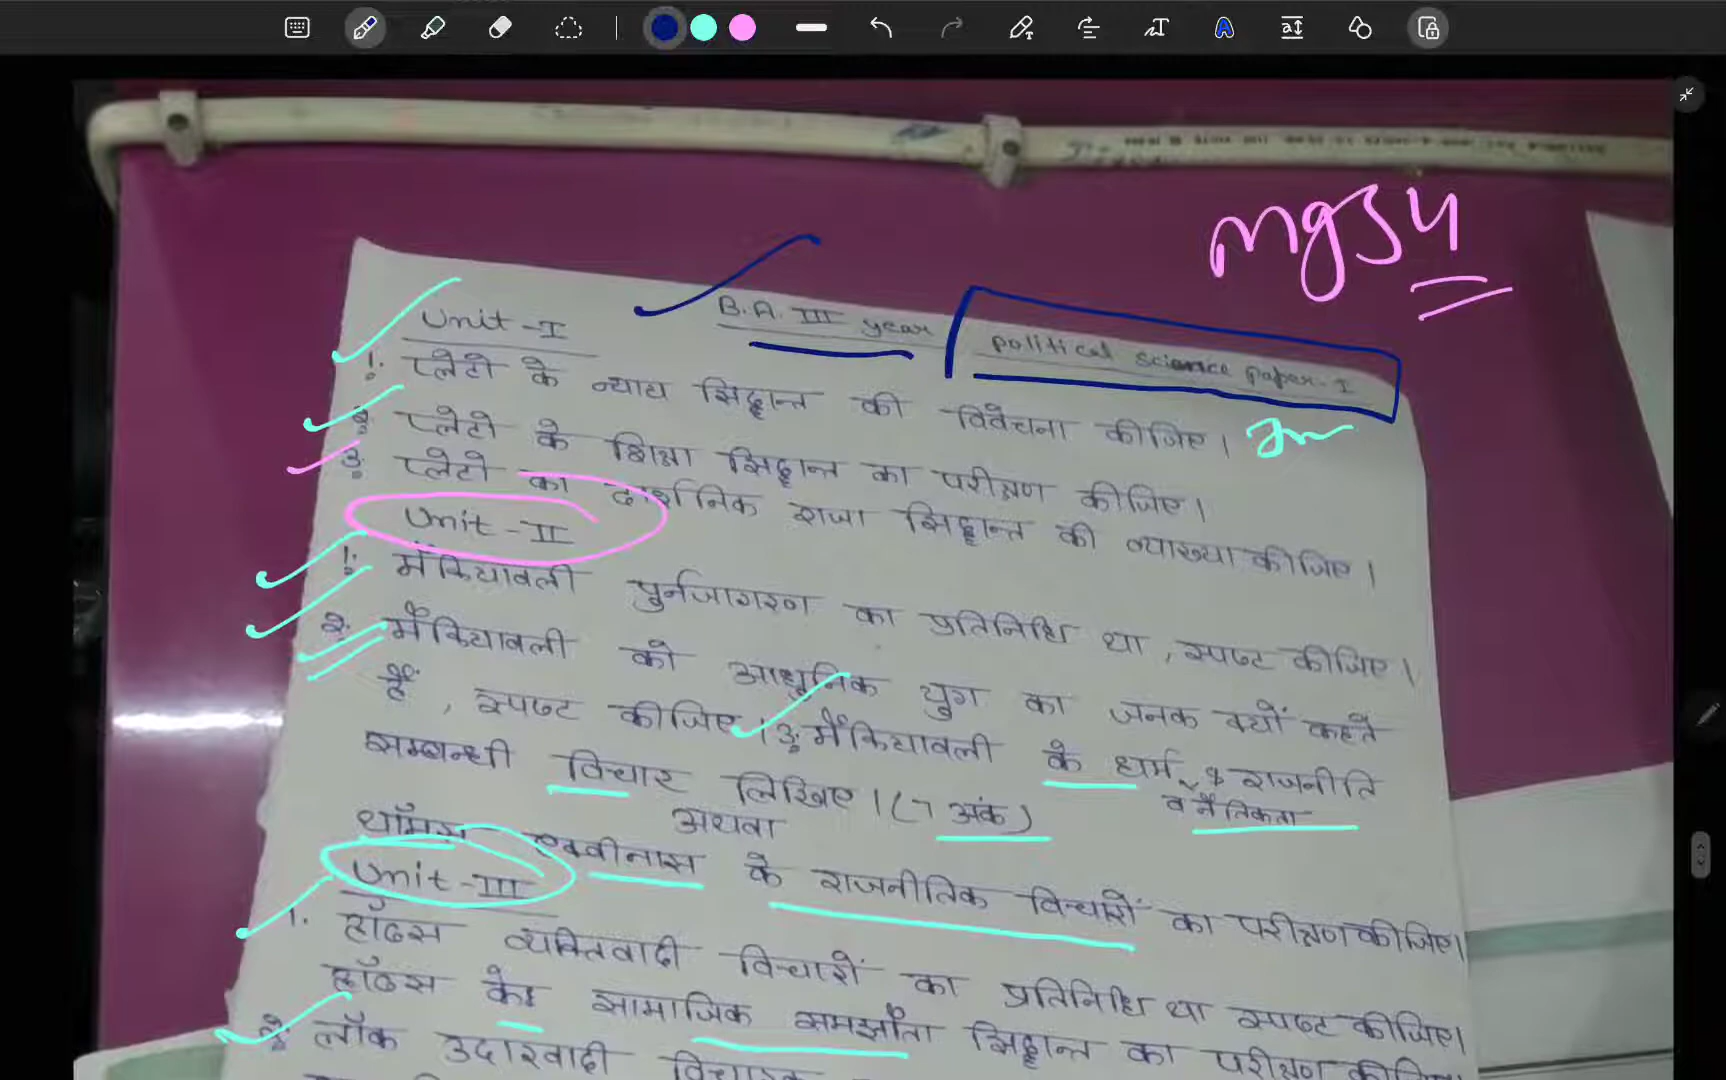 mgsu
B.A. III year political science paper-I
Unit-I
1. प्लेटो के न्याय सिद्धान्त की विवेचना कीजिए।
2. प्लेटो के शिक्षा सिद्धान्त का परीक्षण कीजिए।
3. प्लेटो का दार्शनिक राजा सिद्धान्त की व्याख्या कीजिए।
Unit-II
1. मैकियावली पुर्नजागरण का प्रतिनिधि था, स्पष्ट कीजिए।
2. मैकियावली को आधुनिक युग का जनक क्यों कहते
हैं, स्पष्ट कीजिए। 3. मैकियावली के धर्म, राजनीति
व नैतिकता
सम्बन्धी विचार लिखिए। (7 अंक)
अथवा
थॉमस एक्वीनास के राजनीतिक विचारों का परीक्षण कीजिए।
Unit-III
1. हॉब्स व्यक्तिवादी विचारों का प्रतिनिधि था स्पष्ट कीजिए।
हॉब्स के सामाजिक समझौता सिद्धान्त का परीक्षण कीजिए
2. लॉक उदारवादी विचारक